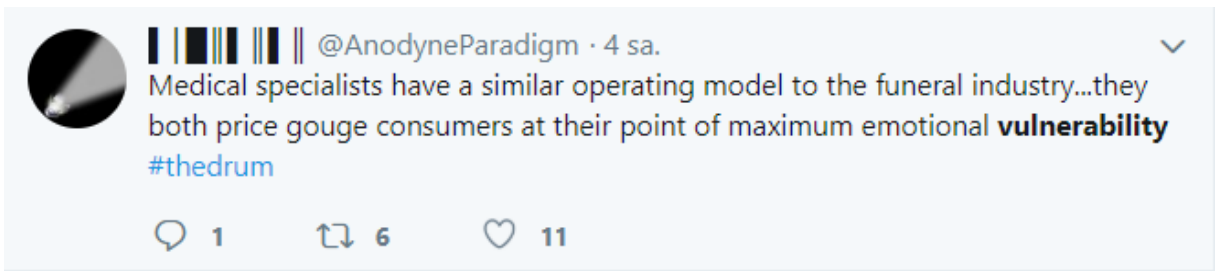 ▌│█║▌║▌║ @AnodyneParadigm · 4 sa.
Medical specialists have a similar operating model to the funeral industry...they
both price gouge consumers at their point of maximum emotional vulnerability
#thedrum
1 6 11